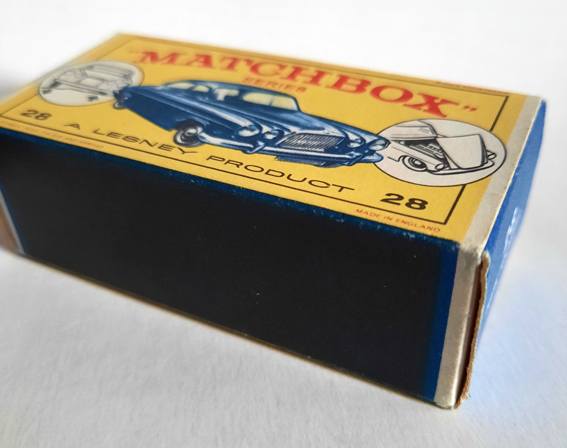 "MATCHBOX"
SERIES
28
A LESNEY PRODUCT
28
MADE IN ENGLAND